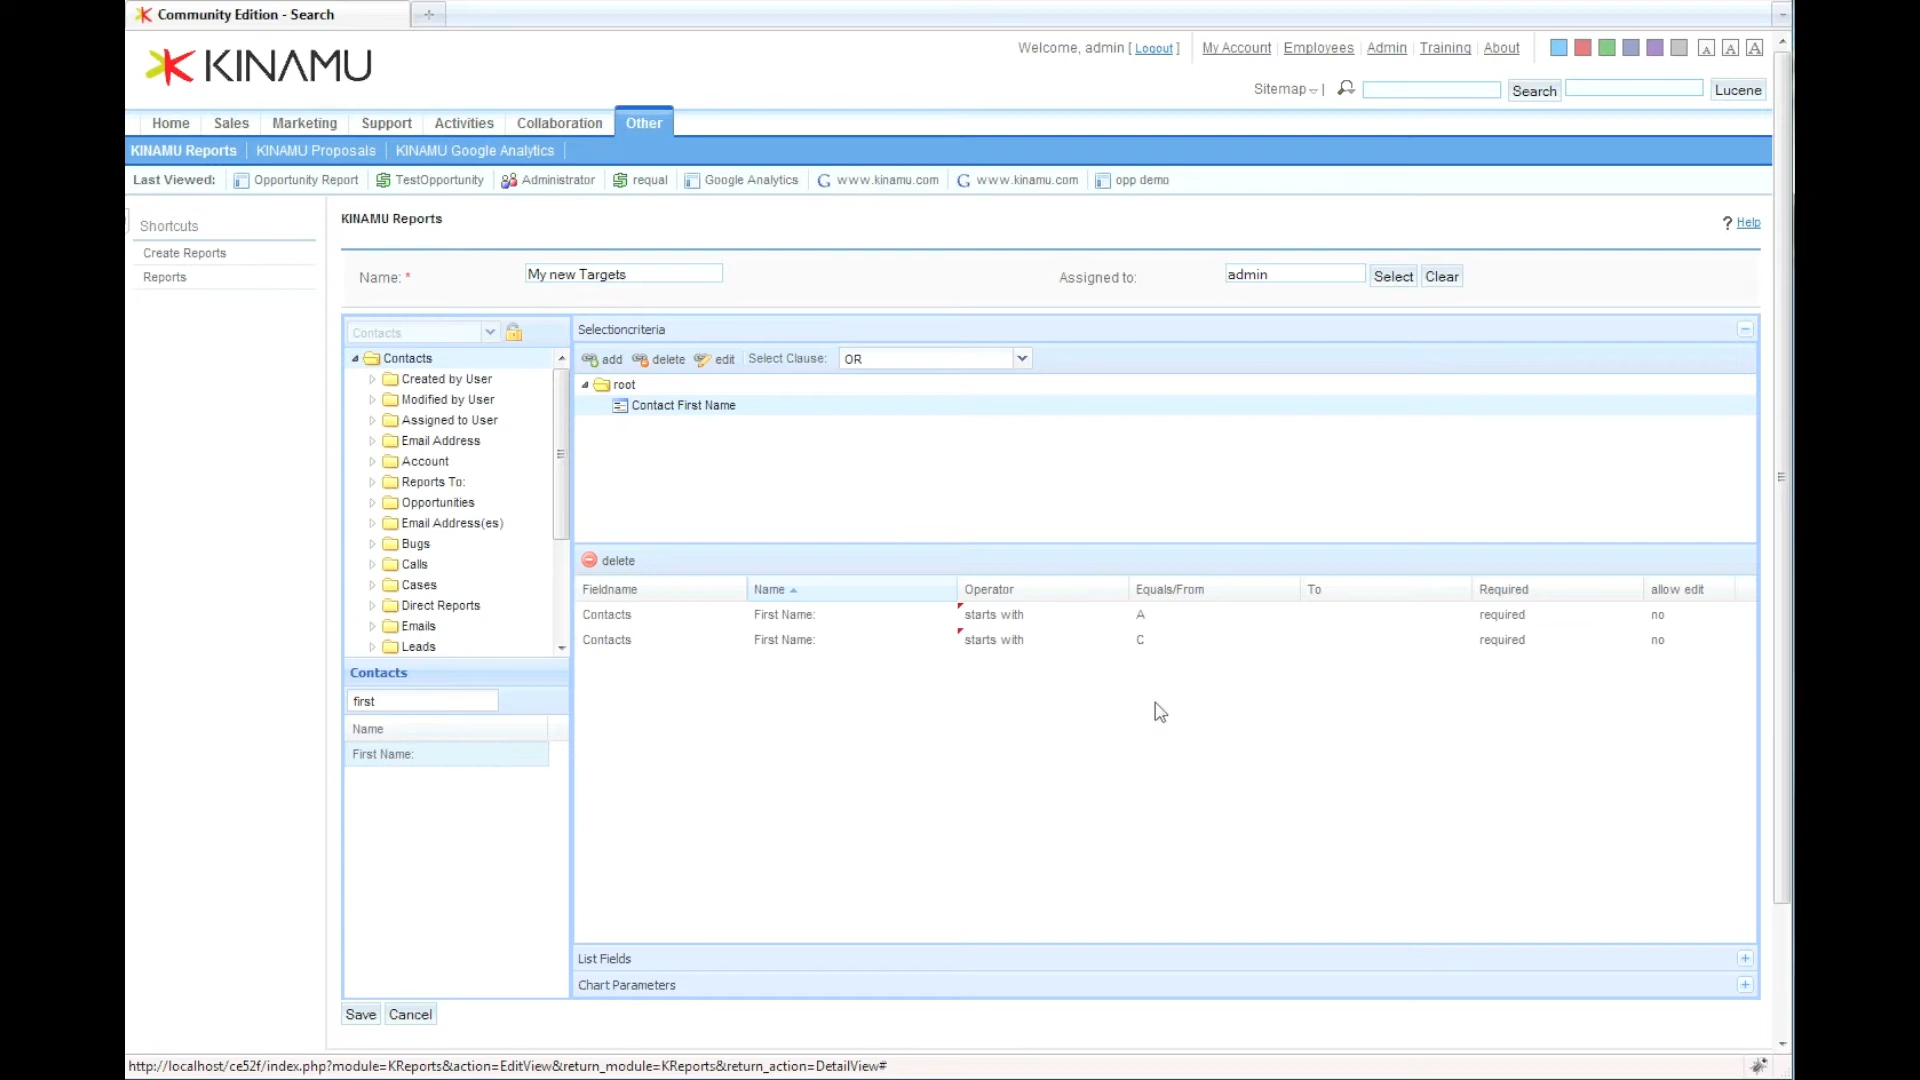 Community Edition - Search
KINAMU
Welcome, admin [ Logout ] My Account Employees Admin Training About A A A
Sitemap Search Lucene
Home Sales Marketing Support Activities Collaboration Other
KINAMU Reports KINAMU Proposals KINAMU Google Analytics
Last Viewed: Opportunity Report TestOpportunity Administrator requal Google Analytics www.kinamu.com www.kinamu.com opp demo
Shortcuts
Create Reports
Reports
KINAMU Reports
? Help
Name: * My new Targets Assigned to: admin Select Clear
Contacts
Contacts
Created by User
Modified by User
Assigned to User
Email Address
Account
Reports To:
Opportunities
Email Address(es)
Bugs
Calls
Cases
Direct Reports
Emails
Leads
Contacts
first
Name
First Name:
Selectioncriteria
add delete edit Select Clause: OR
root
Contact First Name
delete
Fieldname Name Operator Equals/From To Required allow edit
Contacts First Name: starts with A required no
Contacts First Name: starts with C required no
List Fields
Chart Parameters
Save Cancel
http://localhost/ce52f/index.php?module=KReports&action=EditView&return_module=KReports&return_action=DetailView#